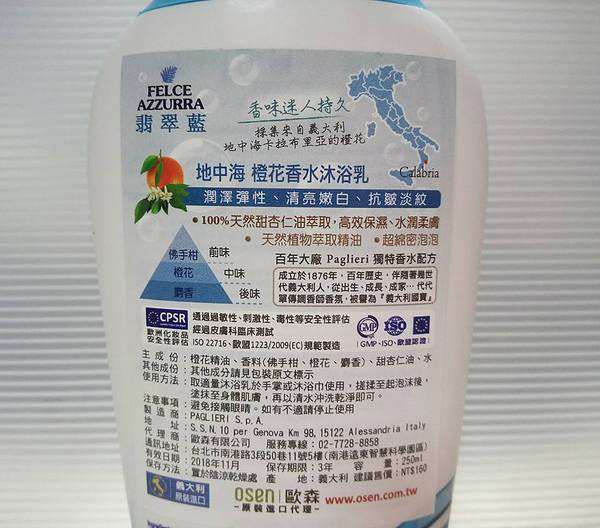 FELCE
AZZURRA
翡翠藍
香味迷人持久
採集來自義大利
地中海卡拉布里亞的橙花
Calabria
地中海 橙花香水沐浴乳
潤澤彈性、清亮嫩白、抗皺淡紋
• 100%天然甜杏仁油萃取,高效保濕、水潤柔膚
• 天然植物萃取精油 • 超綿密泡泡
佛手柑 前味
橙花 中味
麝香 後味
百年大廠 Paglieri 獨特香水配方
成立於1876年,百年歷史,伴隨著幾世
代義大利人,從出生、成長、成家…代代
單傳調香師香氛,被譽為『義大利國寶』
CPSR
歐洲化妝品
安全性評估
通過過敏性、刺激性、毒性等安全性評估
經過皮膚科臨床測試
ISO 22716、歐盟1223/2009(EC)規範製造
GMP
ISO
GMP、ISO、歐盟認證
主成份:橙花精油、香料(佛手柑、橙花、麝香)、甜杏仁油、水
其他成份:其他成分請見包裝原文標示
使用方法:取適量沐浴乳於手掌或沐浴巾使用,搓揉至起泡沫後,
塗抹至身體肌膚,再以清水沖洗乾淨即可。
注意事項:避免接觸眼睛。如有不適請停止使用
製造商:PAGLIERI S.p.A.
地址:S.S.N.10 per Genova Km 98, 15122 Alessandria Italy
代理商:歐森有限公司 服務專線:02-7728-8858
通訊地址:台北市南港路3段50巷11號5樓(南港遠東智慧科學園區)
有效日期:2018年11月 保存期限:3年 容量:250ml
保存方法:置於陰涼乾燥處 產地:義大利 建議售價:NT$160
義大利
原裝進口
osen 歐森
-原裝進口代理-
www.osen.com.tw